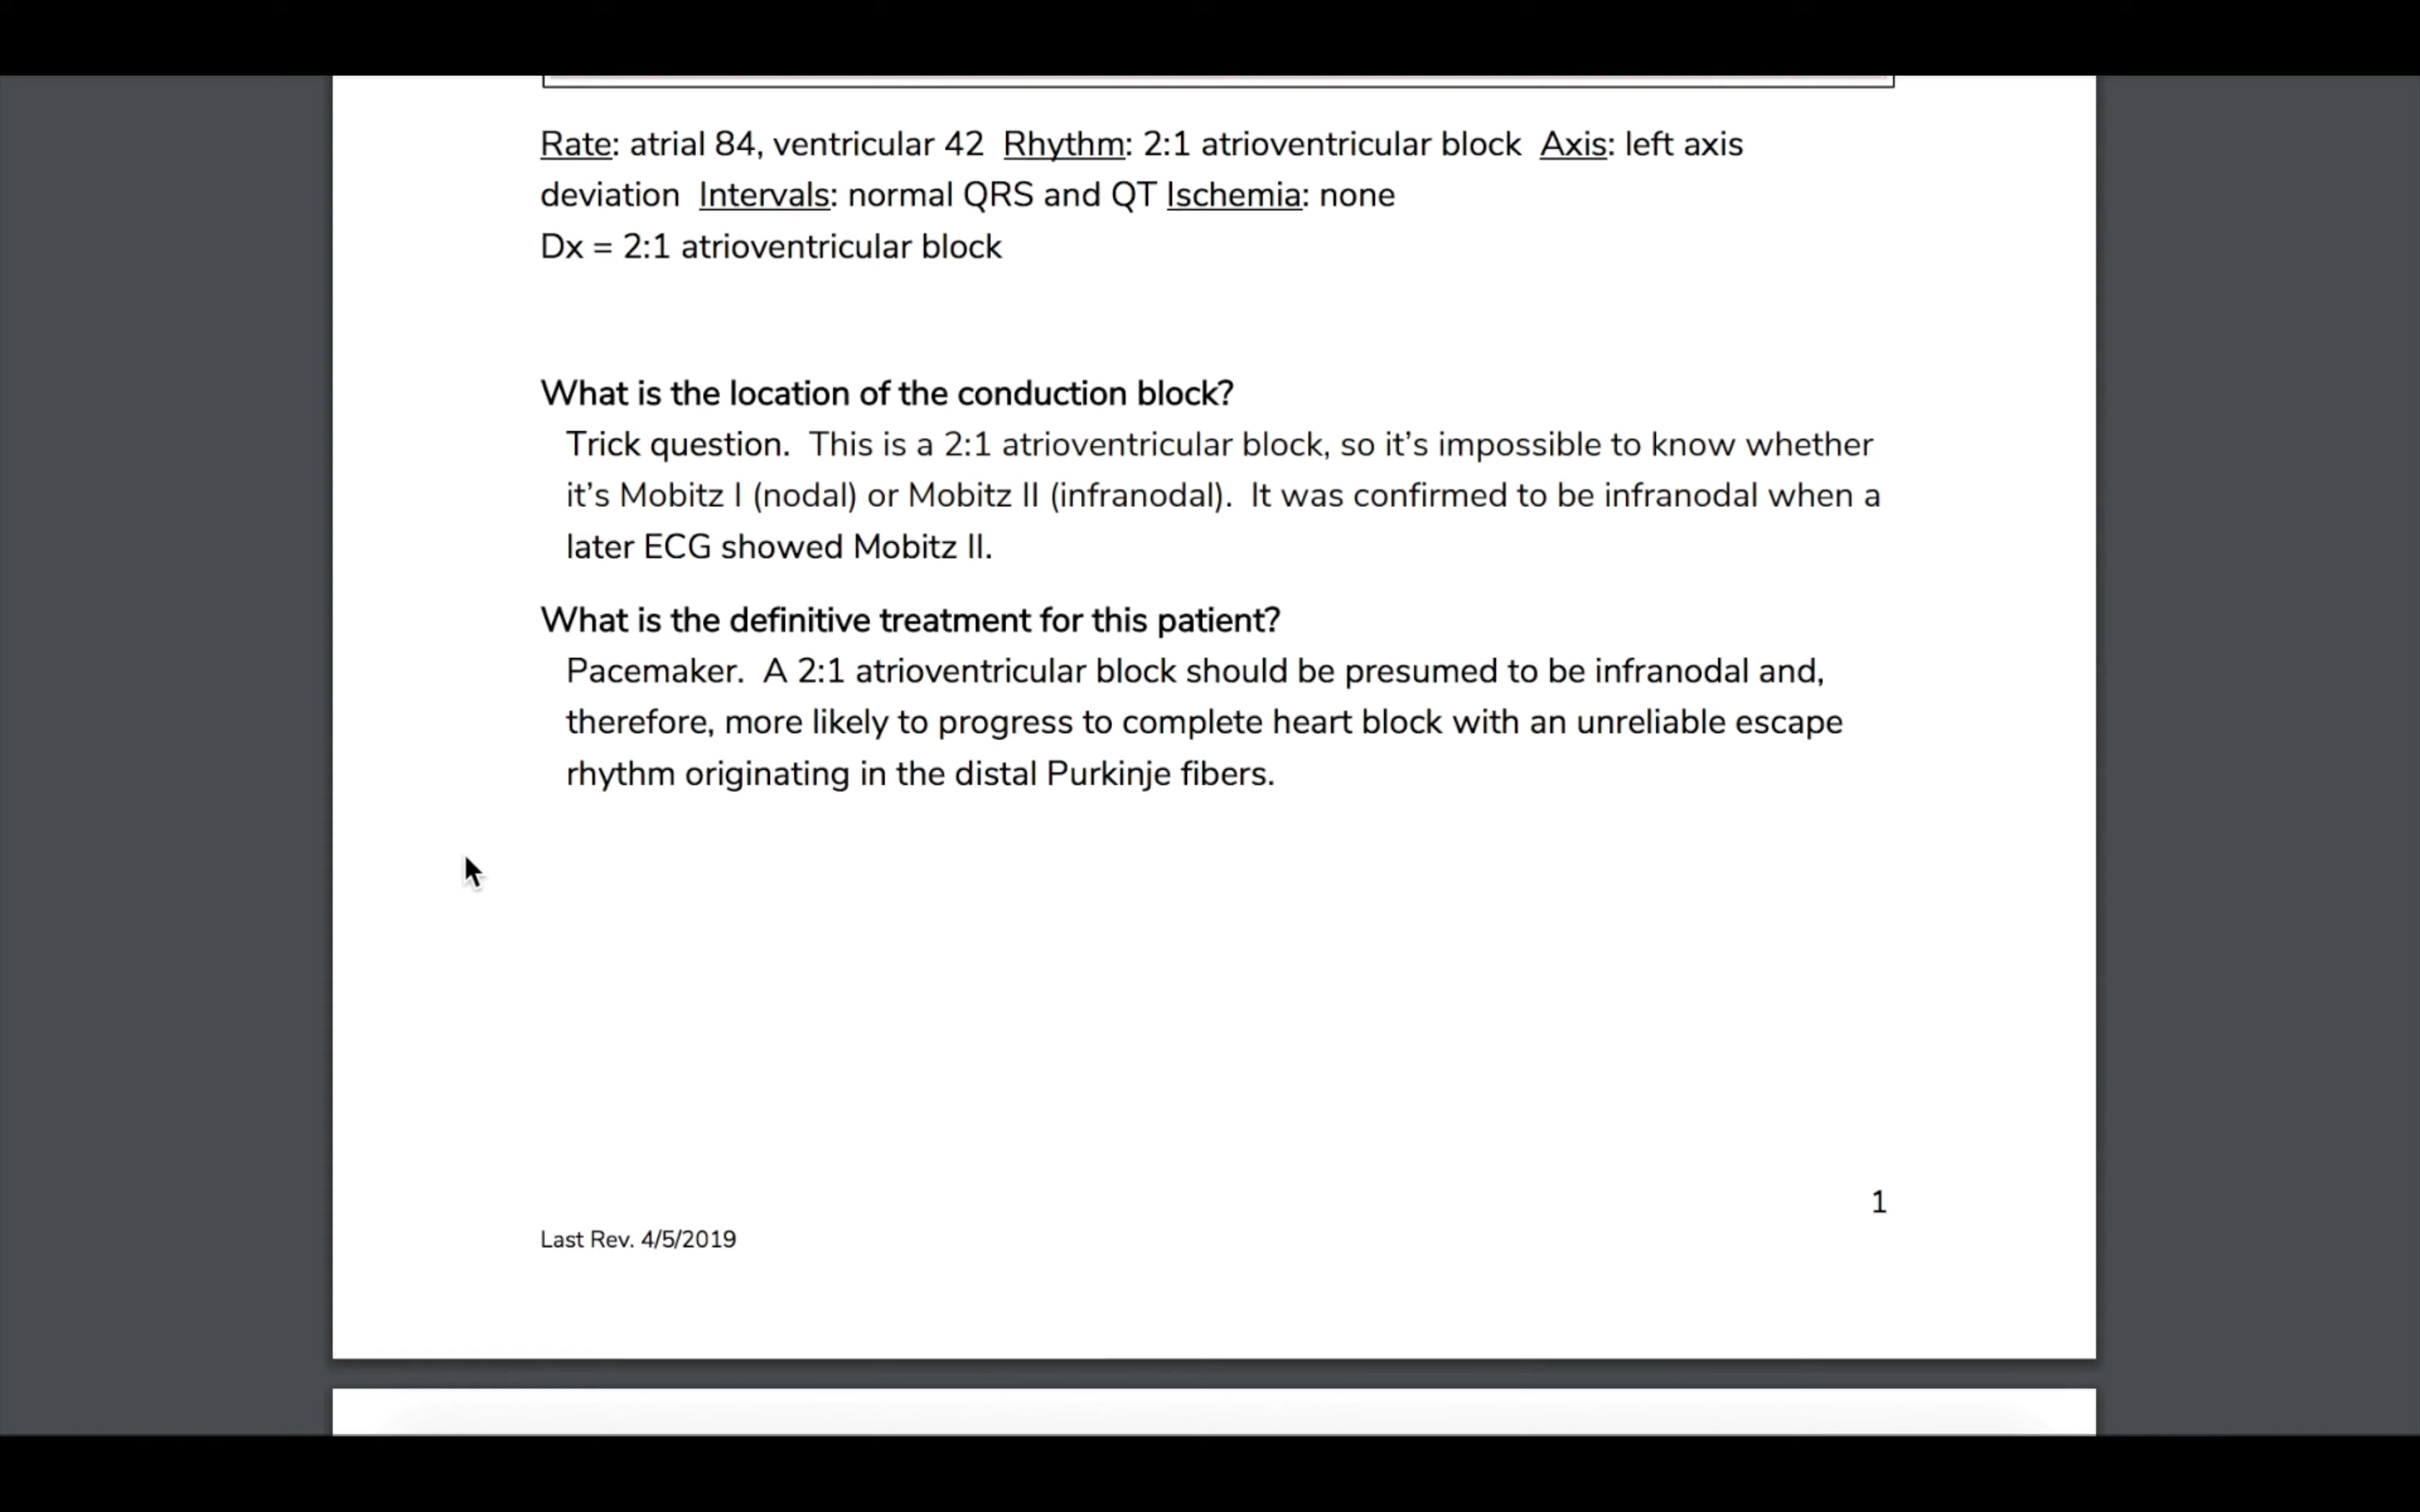 Rate: atrial 84, ventricular 42  Rhythm: 2:1 atrioventricular block  Axis: left axis
deviation  Intervals: normal QRS and QT Ischemia: none
Dx = 2:1 atrioventricular block
What is the location of the conduction block?
Trick question.  This is a 2:1 atrioventricular block, so it’s impossible to know whether
it’s Mobitz I (nodal) or Mobitz II (infranodal).  It was confirmed to be infranodal when a
later ECG showed Mobitz II.
What is the definitive treatment for this patient?
Pacemaker.  A 2:1 atrioventricular block should be presumed to be infranodal and,
therefore, more likely to progress to complete heart block with an unreliable escape
rhythm originating in the distal Purkinje fibers.
1
Last Rev. 4/5/2019